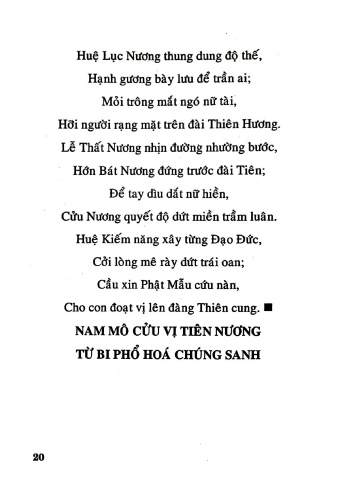 Huệ Lục Nương thung dung độ thế,
Hạnh gương bày lưu để trần ai;
Mỏi trông mắt ngó nữ tài,
Hỡi người rạng mặt trên đài Thiên Hương.
Lễ Thất Nương nhịn đường nhường bước,
Hớn Bát Nương đứng trước đài Tiên;
Để tay dìu dắt nữ hiền,
Cửu Nương quyết độ dứt miền trầm luân.
Huệ Kiếm năng xây từng Đạo Đức,
Cởi lòng mê rày dứt trái oan;
Cầu xin Phật Mẫu cứu nàn,
Cho con đoạt vị lên đàng Thiên cung. ■
NAM MÔ CỬU VỊ TIÊN NƯƠNG
TỪ BI PHỔ HOÁ CHÚNG SANH
20